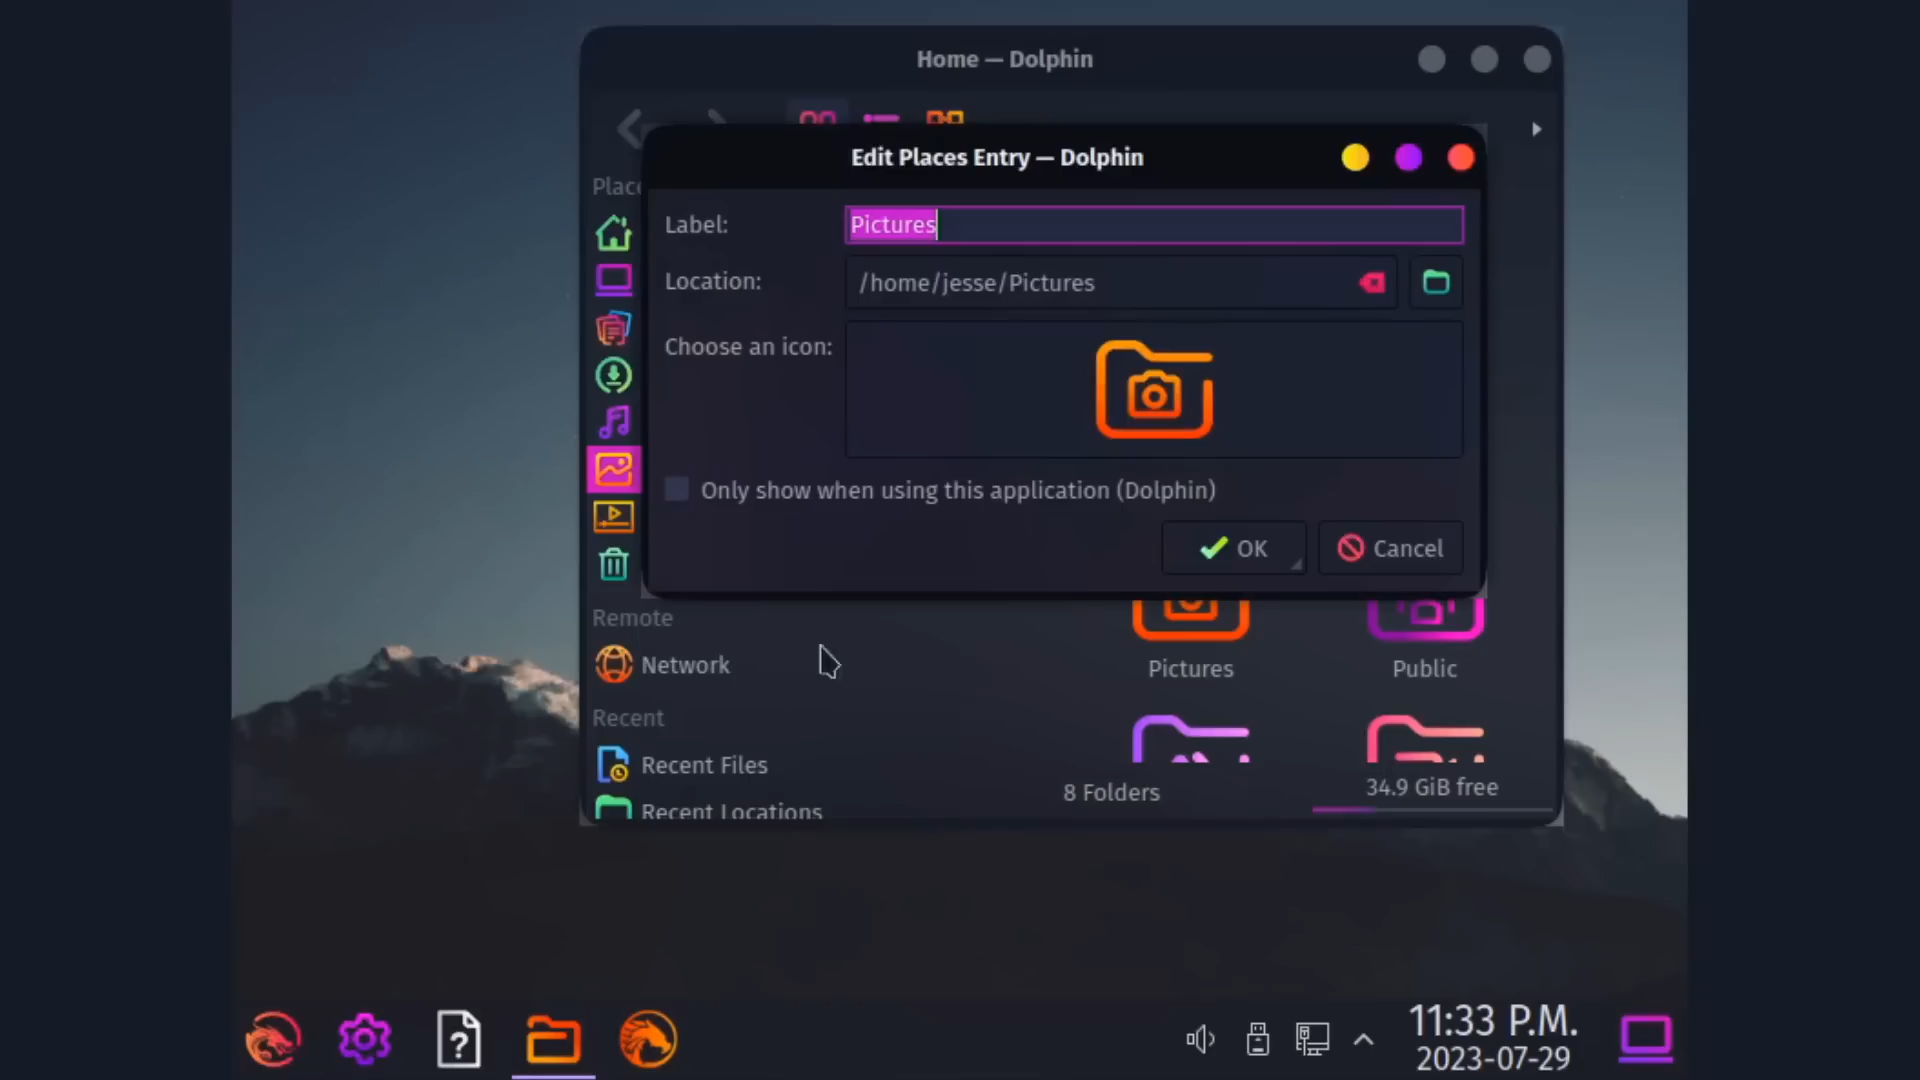 Home — Dolphin
Edit Places Entry — Dolphin
Label:
Pictures
Location:
/home/jesse/Pictures
Choose an icon:
Only show when using this application (Dolphin)
OK
Cancel
Remote
Network
Recent
Recent Files
Recent Locations
Pictures
Public
8 Folders
34.9 GiB free
11:33 P.M.
2023-07-29